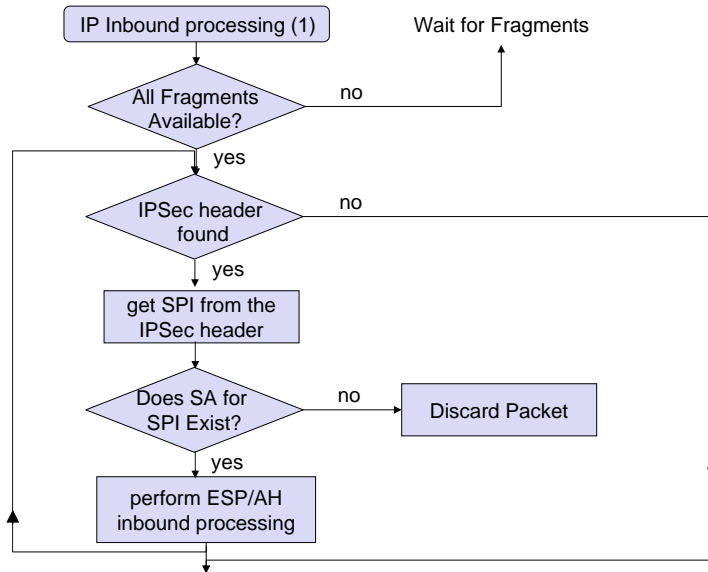 IP Inbound processing (1)
Wait for Fragments
All Fragments
Available?
no
yes
IPSec header
found
no
yes
get SPI from the
IPSec header
Does SA for
SPI Exist?
no
Discard Packet
yes
perform ESP/AH
inbound processing